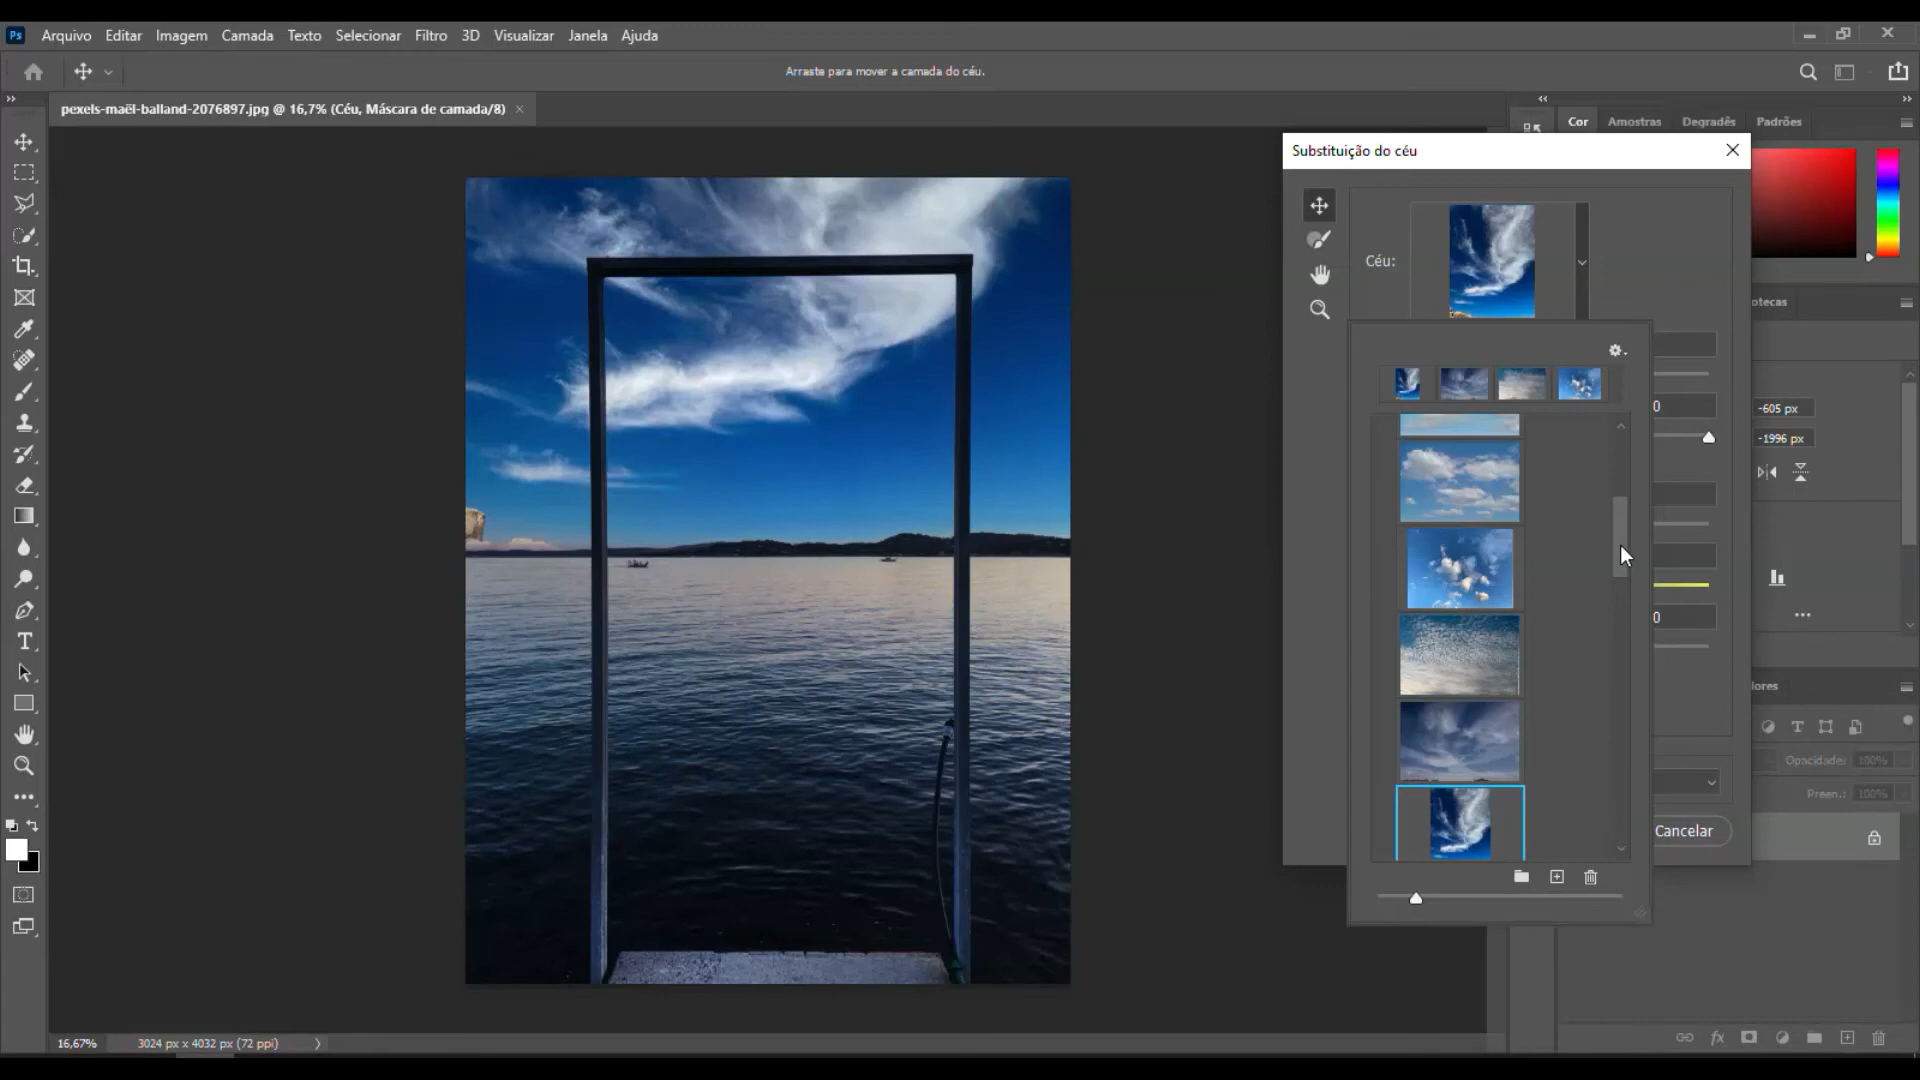 Ps Arquivo Editar Imagem Camada Texto Selecionar Filtro 3D Visualizar Janela Ajuda
Arraste para mover a camada do céu.
pexels-maël-balland-2076897.jpg @ 16,7% (Céu, Máscara de camada/8)
Cor Amostras Degradês Padrões
Substituição do céu
Céu:
otecas
0
-605 px
-1996 px
0
lores
Opacidade: 100%
Preen.: 100%
Cancelar
16,67% 3024 px x 4032 px (72 ppi)